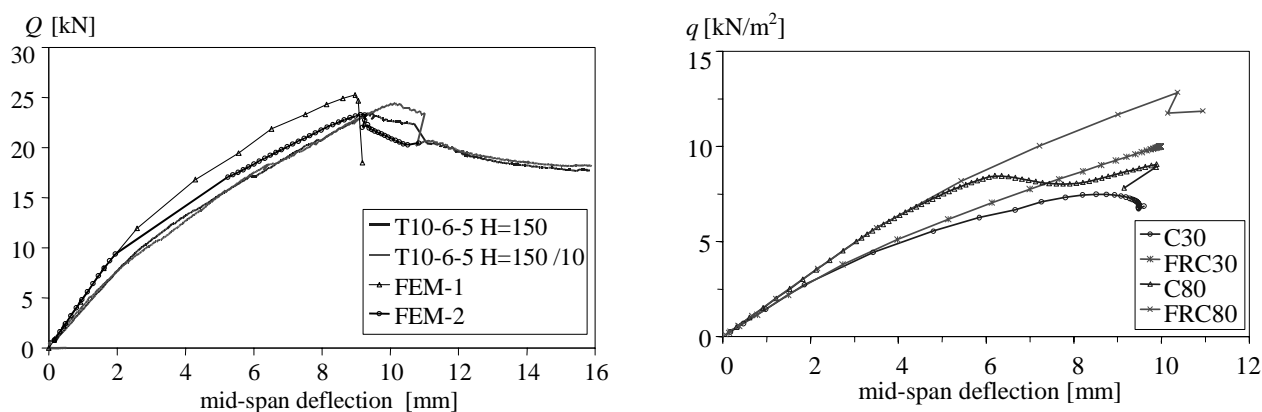 Q [kN]
30
25
20
15
10
5
0
0 2 4 6 8 10 12 14 16
mid-span deflection [mm]
T10-6-5 H=150
T10-6-5 H=150 /10
FEM-1
FEM-2
q [kN/m²]
15
10
5
0
0 2 4 6 8 10 12
mid-span deflection [mm]
C30
FRC30
C80
FRC80